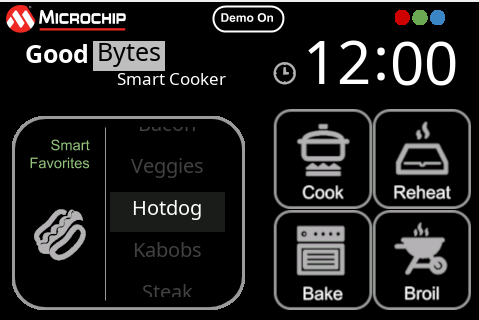 MICROCHIP
Demo On
Good Bytes
Smart Cooker
12:00
Smart
Favorites
Bacon
Veggies
Hotdog
Kabobs
Steak
Cook
Reheat
Bake
Broil